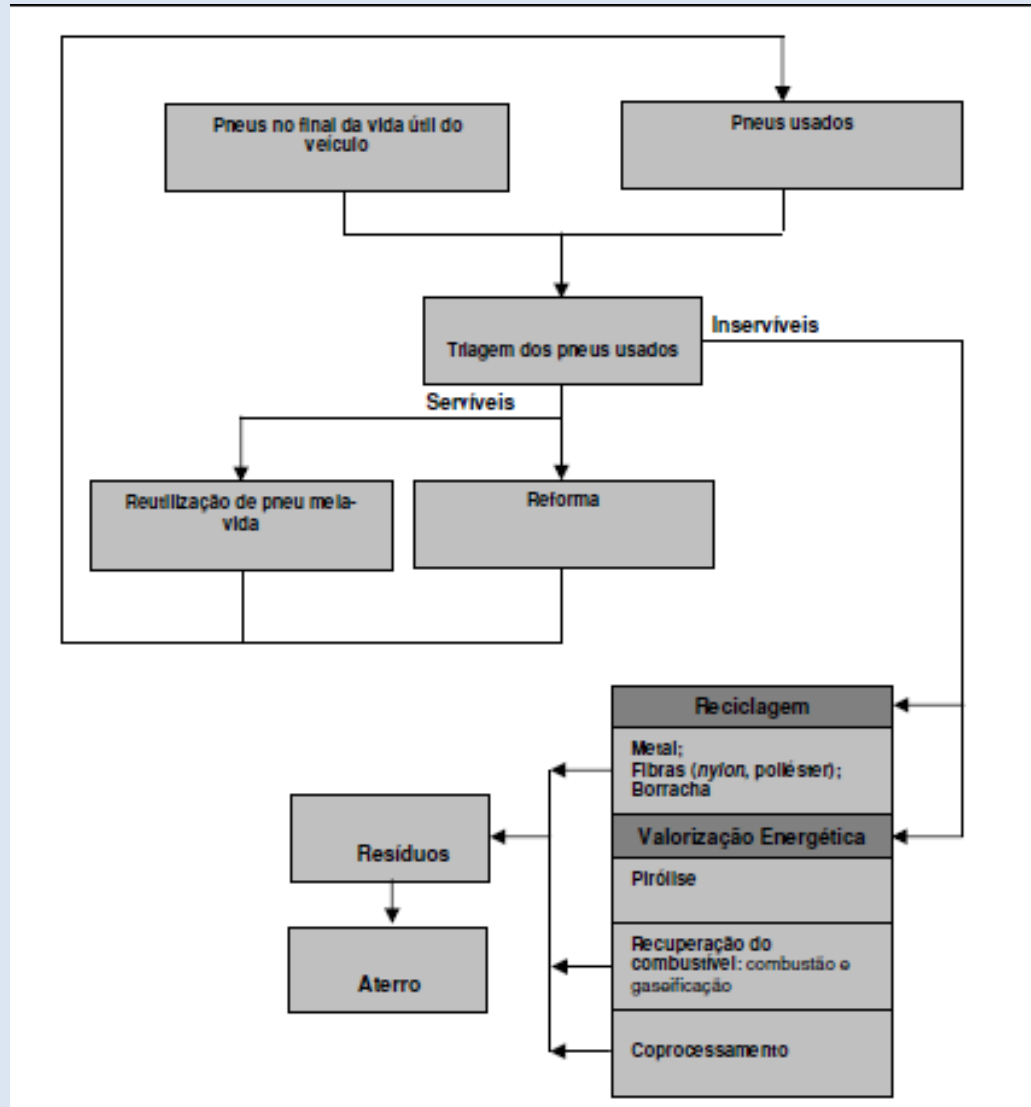 Pneus no final da vida útil do
veículo
Pneus usados
Triagem dos pneus usados
Inservíveis
Servíveis
Reutilização de pneu meia-
vida
Reforma
Reciclagem
Metal;
Fibras (nylon, poliéster);
Borracha
Valorização Energética
Pirólise
Recuperação do
combustível: combustão e
gaseificação
Coprocessamento
Resíduos
Aterro